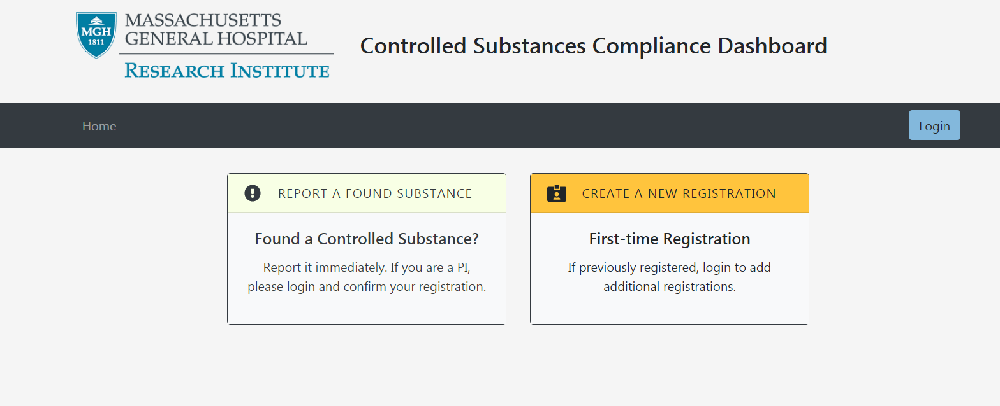 MGH
1811
MASSACHUSETTS
GENERAL HOSPITAL
RESEARCH INSTITUTE
Controlled Substances Compliance Dashboard
Home
Login
REPORT A FOUND SUBSTANCE
Found a Controlled Substance?
Report it immediately. If you are a PI,
please login and confirm your registration.
CREATE A NEW REGISTRATION
First-time Registration
If previously registered, login to add
additional registrations.